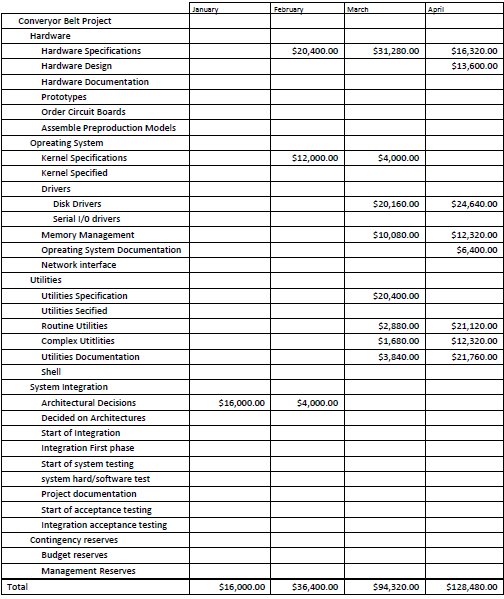 January February March April
Converyor Belt Project
Hardware
Hardware Specifications $20,400.00 $31,280.00 $16,320.00
Hardware Design $13,600.00
Hardware Documentation
Prototypes
Order Circuit Boards
Assemble Preproduction Models
Opreating System
Kernel Specifications $12,000.00 $4,000.00
Kernel Specified
Drivers
Disk Drivers $20,160.00 $24,640.00
Serial I/0 drivers
Memory Management $10,080.00 $12,320.00
Opreating System Documentation $6,400.00
Network interface
Utilities
Utilities Specification $20,400.00
Utilities Secified
Routine Utilities $2,880.00 $21,120.00
Complex Utitlities $1,680.00 $12,320.00
Utilities Documentation $3,840.00 $21,760.00
Shell
System Integration
Architectural Decisions $16,000.00 $4,000.00
Decided on Architectures
Start of Integration
Integration First phase
Start of system testing
system hard/software test
Project documentation
Start of acceptance testing
Integration acceptance testing
Contingency reserves
Budget reserves
Management Reserves
Total $16,000.00 $36,400.00 $94,320.00 $128,480.00